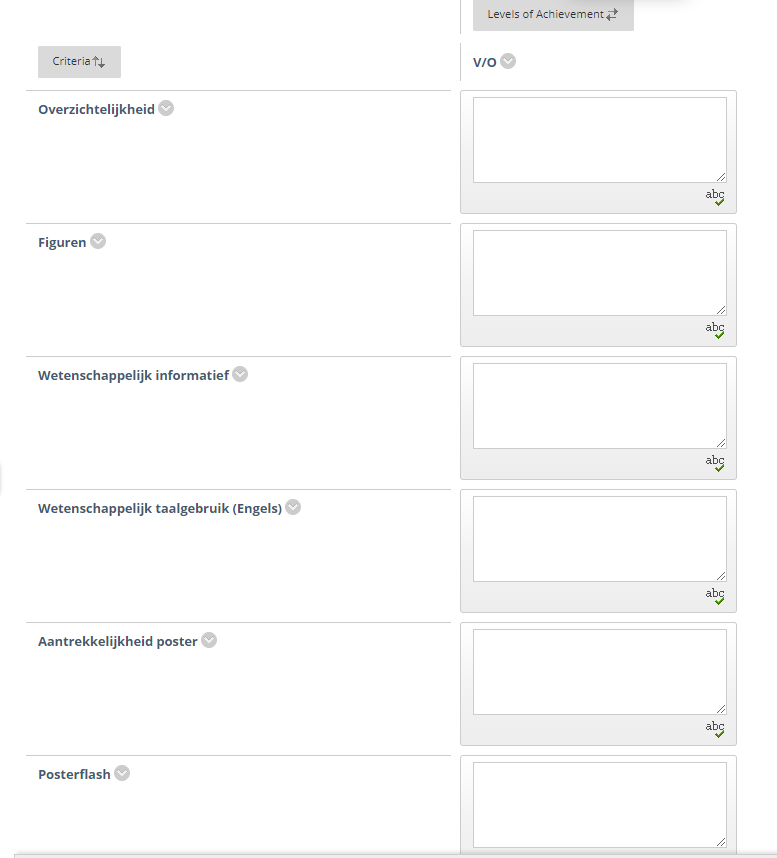 Levels of Achievement
Criteria
V/O
Overzichtelijkheid
abc
Figuren
abc
Wetenschappelijk informatief
abc
Wetenschappelijk taalgebruik (Engels)
abc
Aantrekkelijkheid poster
abc
Posterflash